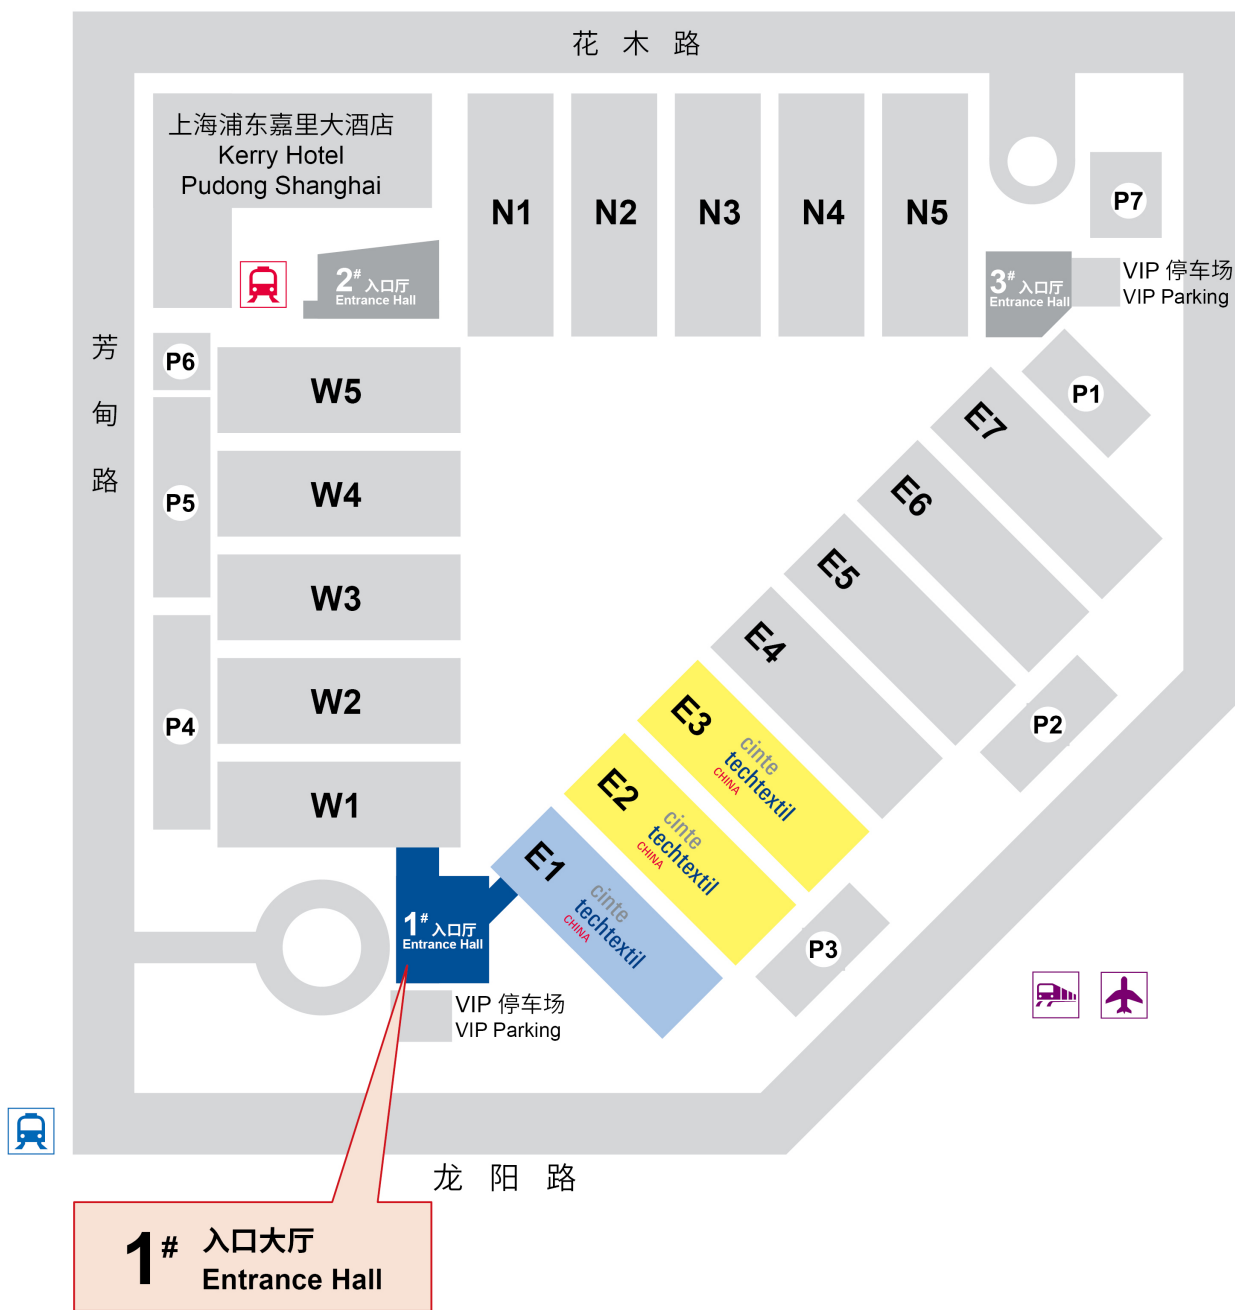 花 木 路
上海浦东嘉里大酒店
Kerry Hotel
Pudong Shanghai
N1
N2
N3
N4
N5
P7
2# 入口厅
Entrance Hall
3# 入口厅
Entrance Hall
VIP 停车场
VIP Parking
芳甸路
P6
W5
P1
E7
P5
W4
E6
W3
E5
P4
W2
E4
P2
W1
E3
cinte
techtextil
CHINA
E2
cinte
techtextil
CHINA
E1
cinte
techtextil
CHINA
P3
1# 入口厅
Entrance Hall
VIP 停车场
VIP Parking
龙 阳 路
1# 入口大厅
Entrance Hall